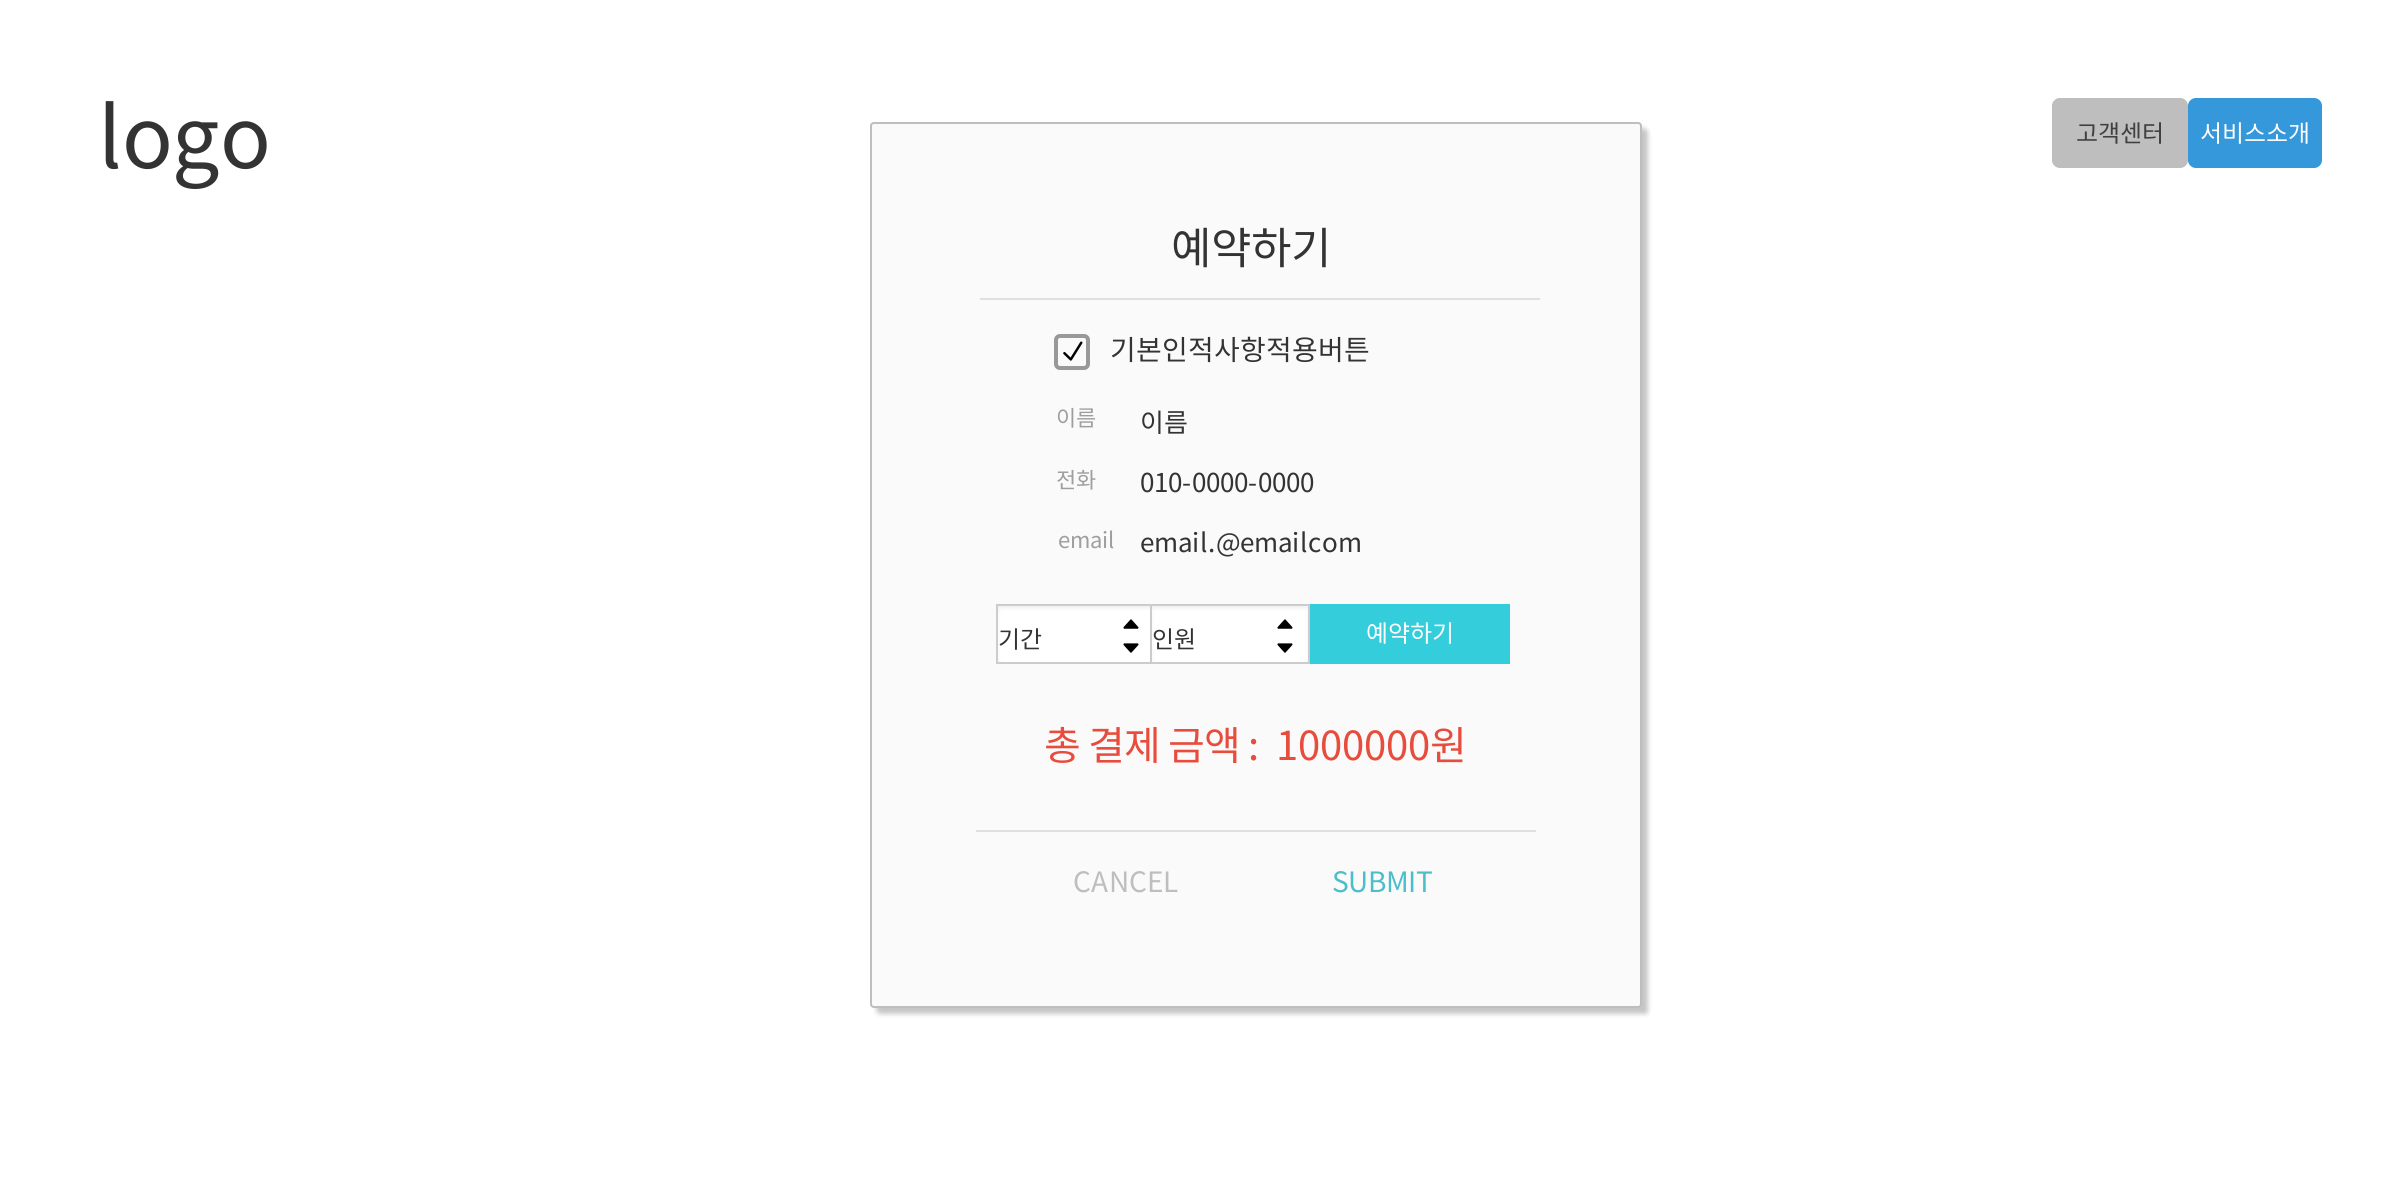 logo
고객센터 서비스소개
예약하기
기본인적사항적용버튼
이름 이름
전화 010-0000-0000
email email.@emailcom
기간 인원 예약하기
총 결제 금액 : 1000000원
CANCEL SUBMIT